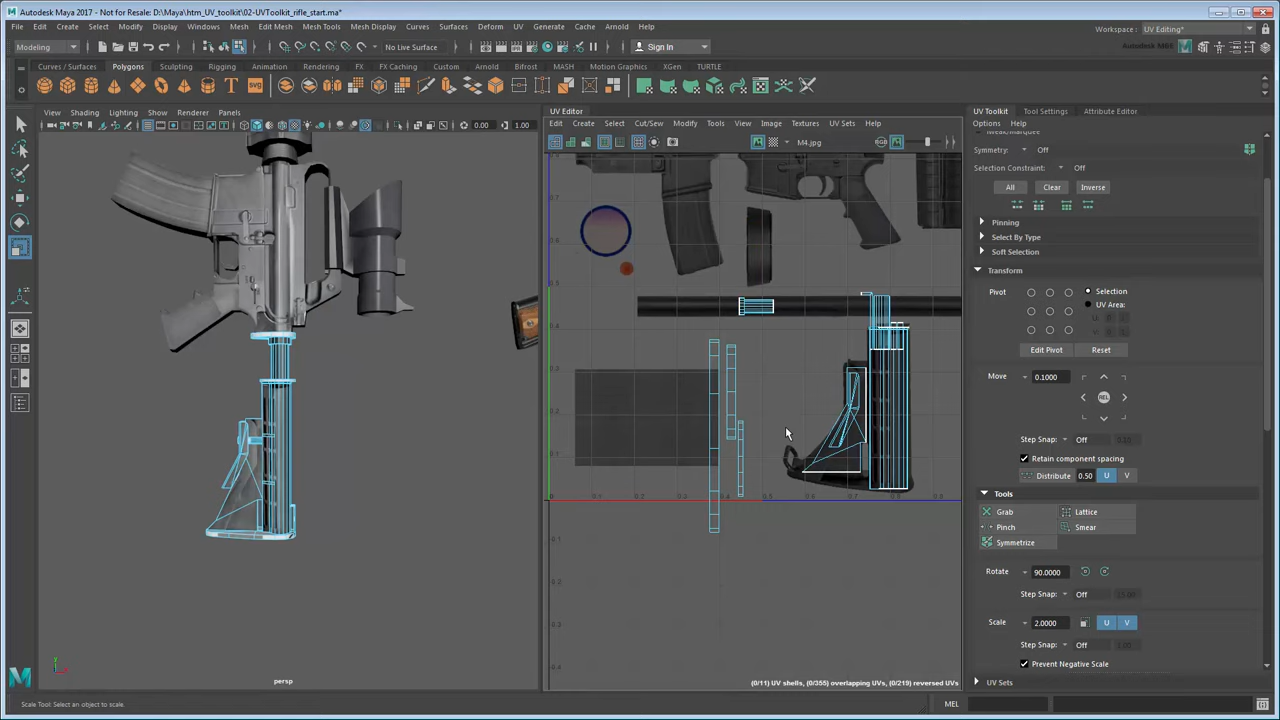 Autodesk Maya 2017 - Not for Resale: D:\Maya\htm_UV_toolkit\02-UVToolkit_rifle_start.ma*
Workspace: UV Editing*
File Edit Create Select Modify Display Windows Mesh Edit Mesh Mesh Tools Mesh Display Curves Surfaces Deform UV Generate Cache Arnold Help
Modeling No Live Surface Sign In Autodesk MBS
Curves / Surfaces Polygons Sculpting Rigging Animation Rendering FX FX Caching Custom Arnold Bifrost MASH Motion Graphics XGen TURTLE
View Shading Lighting Show Renderer Panels
0.00 1.00
UV Editor
Edit Create Select Cut/Sew Modify Tools View Image Textures UV Sets Help
M4.jpg
UV Toolkit Tool Settings Attribute Editor
Options Help
Symmetry: Off
Selection Constraint: Off
All Clear Inverse
Pinning
Select By Type
Soft Selection
Transform
Pivot Selection
UV Area:
U:
V:
Edit Pivot Reset
Move 0.1000
REL
Step Snap: Off 0.10
Retain component spacing
Distribute 0.50 U V
Tools
Grab Lattice
Pinch Smear
Symmetrize
Rotate 90.0000
Step Snap: Off 15.00
Scale 2.0000 U V
Step Snap: Off 1.00
Prevent Negative Scale
UV Sets
persp
(0/11) UV shells, (0/355) overlapping UVs, (0/219) reversed UVs
Scale Tool: Select an object to scale.
MEL